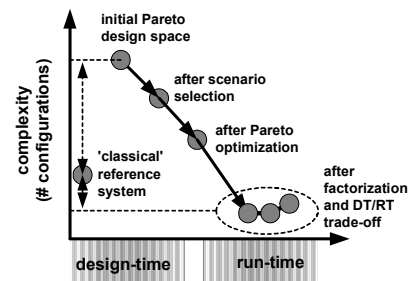 initial Pareto
design space
after scenario
selection
after Pareto
optimization
complexity
(# configurations)
'classical'
reference
system
after
factorization
and DT/RT
trade-off
design-time
run-time